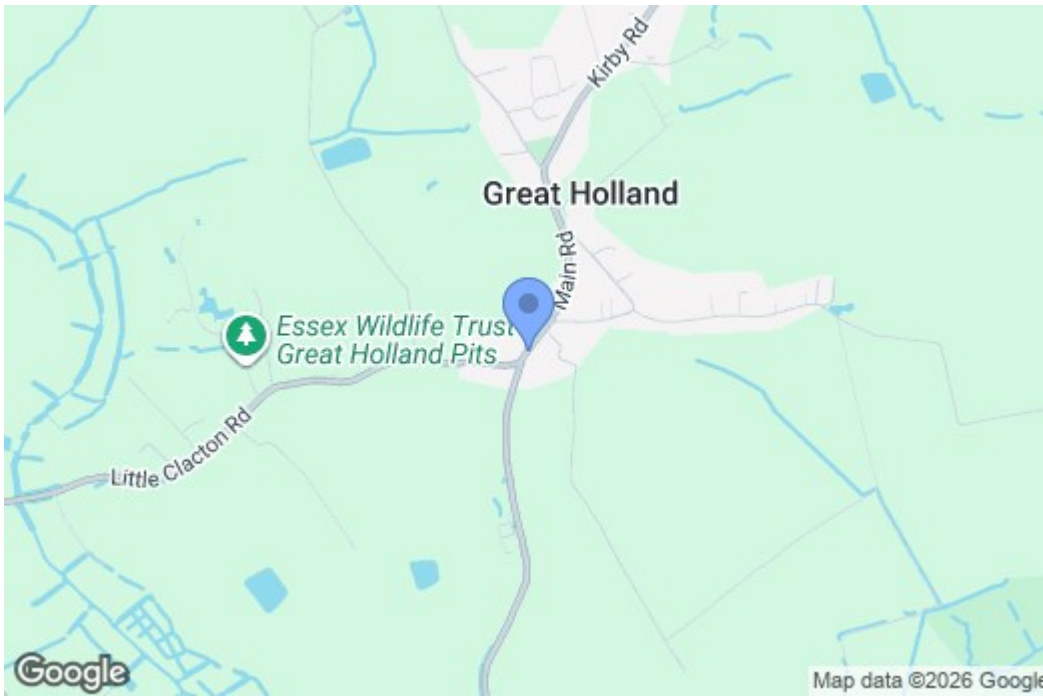 Kirby Rd
Great Holland
Main Rd
Essex Wildlife Trust
Great Holland Pits
Little Clacton Rd
Google
Map data ©2026 Google